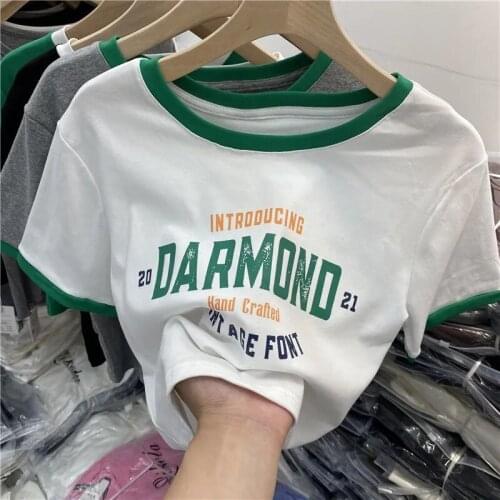 INTRODUCING
20 DARMOND 21
Hand Crafted
FONT